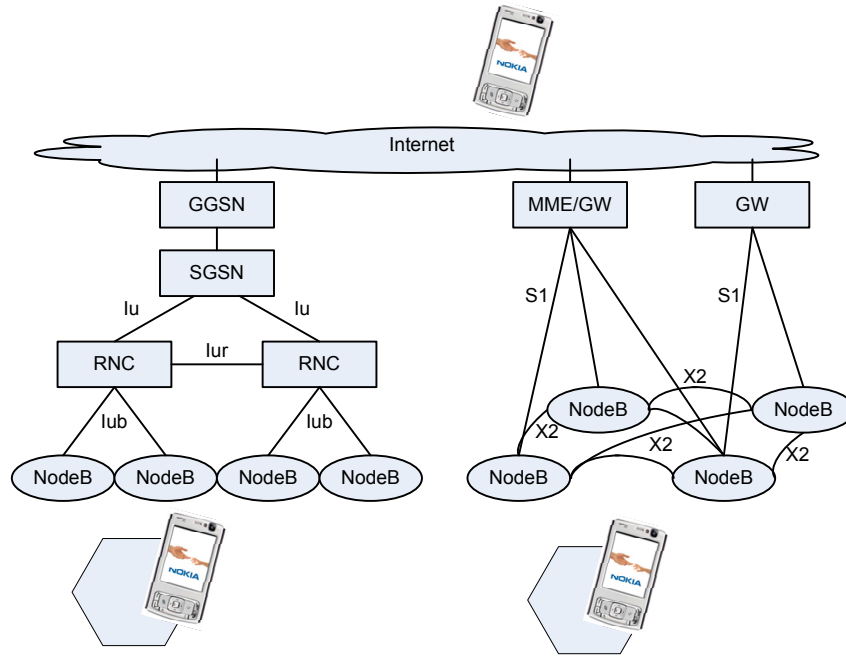 NOKIA
Internet
GGSN
MME/GW
GW
SGSN
S1
S1
Iu
Iu
RNC
Iur
RNC
X2
NodeB
NodeB
Iub
Iub
X2
X2
X2
NodeB
NodeB
NodeB
NodeB
NodeB
NodeB
NOKIA
NOKIA